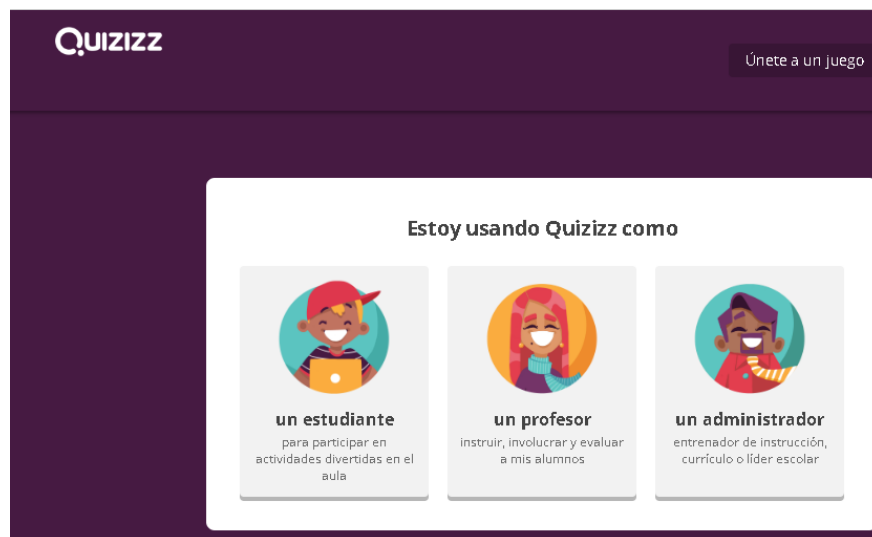 Quizizz
Únete a un juego
Estoy usando Quizizz como
un estudiante
para participar en
actividades divertidas en el
aula
un profesor
instruir, involucrar y evaluar
a mis alumnos
un administrador
entrenador de instrucción,
currículo o líder escolar